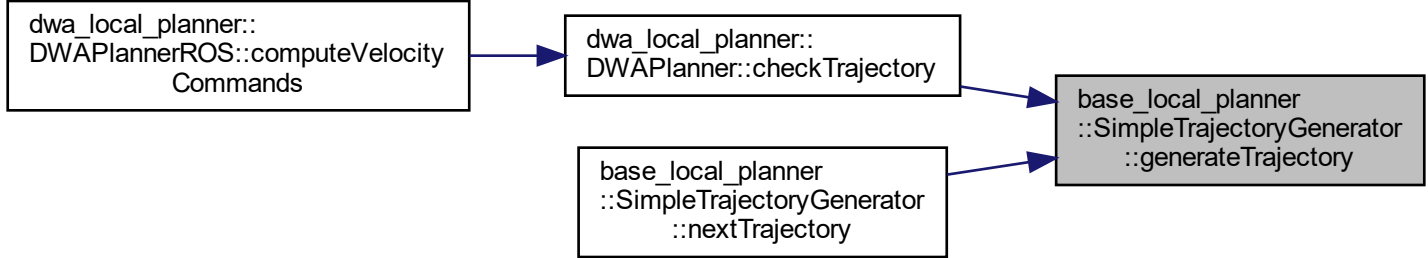 dwa_local_planner::
DWAPlannerROS::computeVelocity
Commands
dwa_local_planner::
DWAPlanner::checkTrajectory
base_local_planner
::SimpleTrajectoryGenerator
::generateTrajectory
base_local_planner
::SimpleTrajectoryGenerator
::nextTrajectory